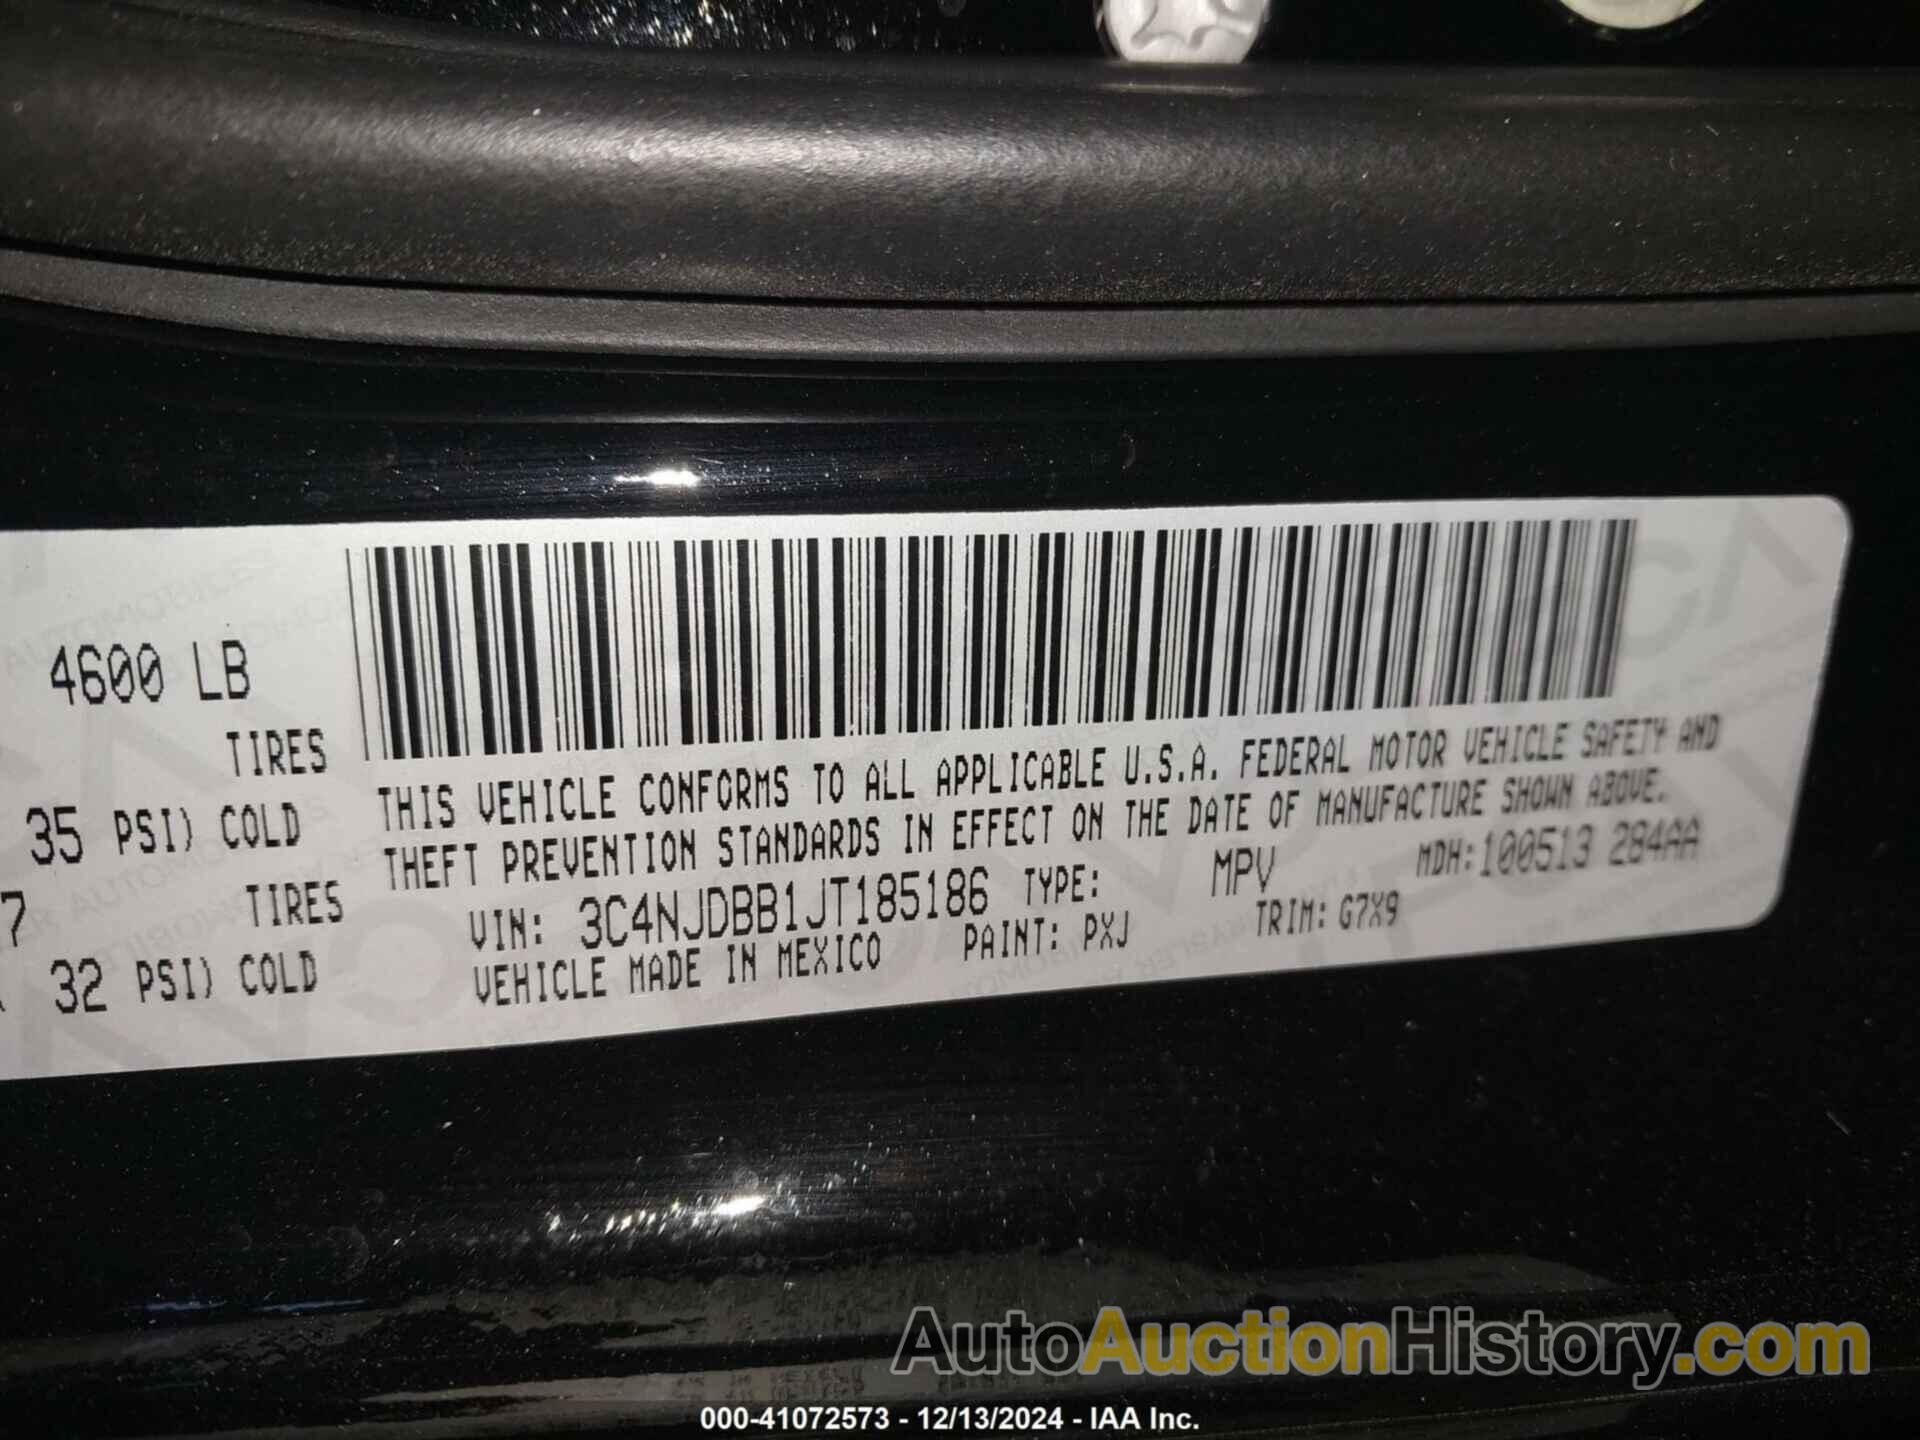 4600 LB
TIRES
35 PSI) COLD
7 TIRES
32 PSI) COLD
THIS VEHICLE CONFORMS TO ALL APPLICABLE U.S.A. FEDERAL MOTOR VEHICLE SAFETY AND
THEFT PREVENTION STANDARDS IN EFFECT ON THE DATE OF MANUFACTURE SHOWN ABOVE.
VIN: 3C4NJDBB1JT185186 TYPE: MPV MDH:100513 284AA
VEHICLE MADE IN MEXICO PAINT: PXJ TRIM: G7X9
AutoAuctionHistory.com
000-41072573 - 12/13/2024 - IAA Inc.